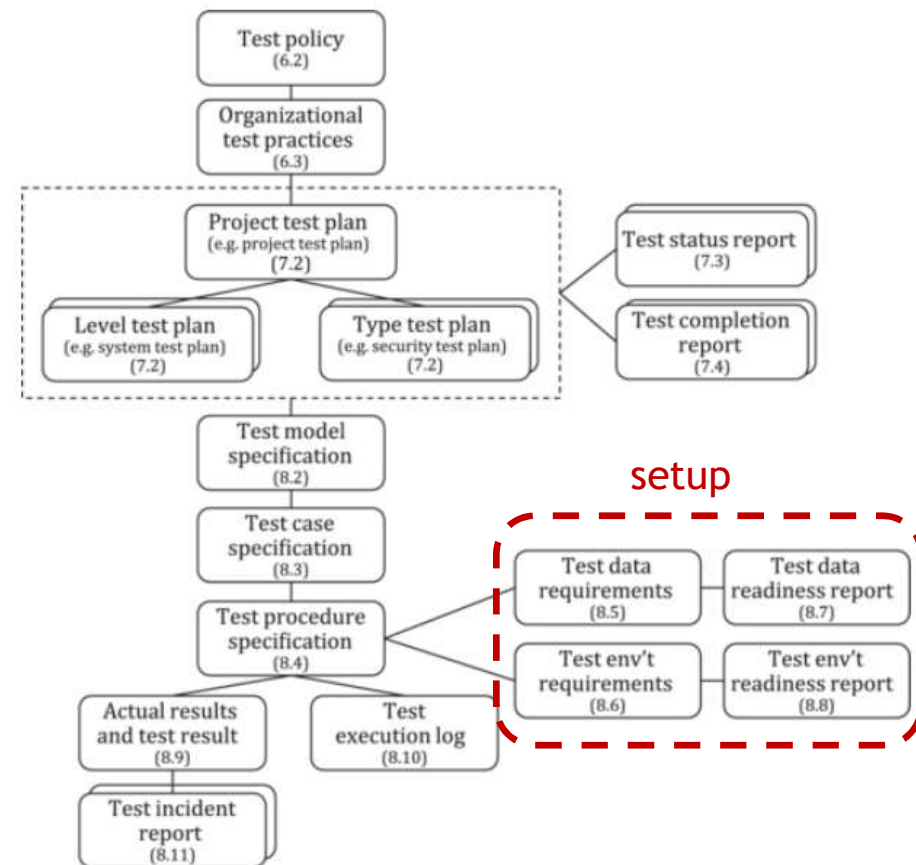 Test policy
(6.2)
Organizational
test practices
(6.3)
Project test plan
(e.g. project test plan)
(7.2)
Level test plan
(e.g. system test plan)
(7.2)
Type test plan
(e.g. security test plan)
(7.2)
Test status report
(7.3)
Test completion
report
(7.4)
Test model
specification
(8.2)
Test case
specification
(8.3)
Test procedure
specification
(8.4)
setup
Test data
requirements
(8.5)
Test data
readiness report
(8.7)
Test env't
requirements
(8.6)
Test env't
readiness report
(8.8)
Actual results
and test result
(8.9)
Test
execution log
(8.10)
Test incident
report
(8.11)